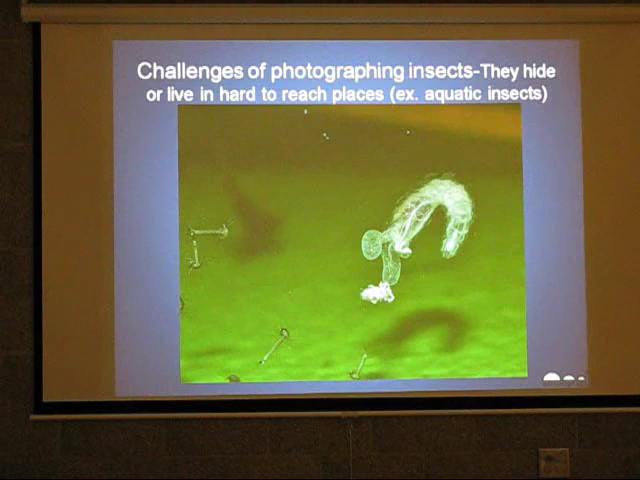 Challenges of photographing insects-They hide
or live in hard to reach places (ex. aquatic insects)